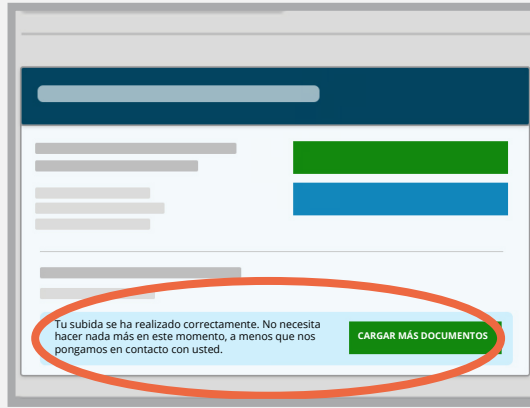 Tu subida se ha realizado correctamente. No necesita
hacer nada más en este momento, a menos que nos
pongamos en contacto con usted.
CARGAR MÁS DOCUMENTOS